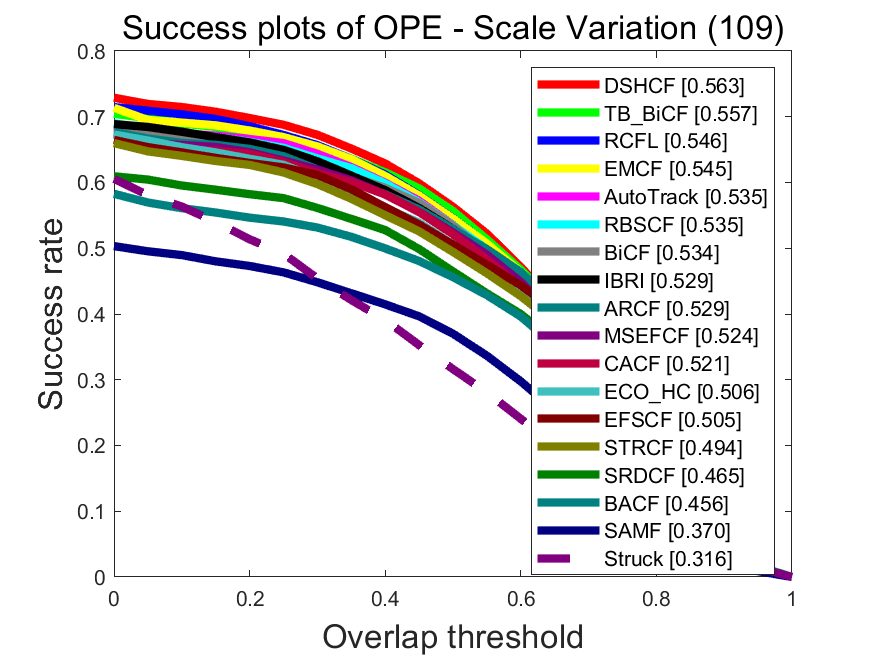 Success plots of OPE - Scale Variation (109)
0.8
0.7
0.6
0.5
0.4
0.3
0.2
0.1
0
Success rate
DSHCF [0.563]
TB_BiCF [0.557]
RCFL [0.546]
EMCF [0.545]
AutoTrack [0.535]
RBSCF [0.535]
BiCF [0.534]
IBRI [0.529]
ARCF [0.529]
MSEFCF [0.524]
CACF [0.521]
ECO_HC [0.506]
EFSCF [0.505]
STRCF [0.494]
SRDCF [0.465]
BACF [0.456]
SAMF [0.370]
Struck [0.316]
0 0.2 0.4 0.6 0.8 1
Overlap threshold